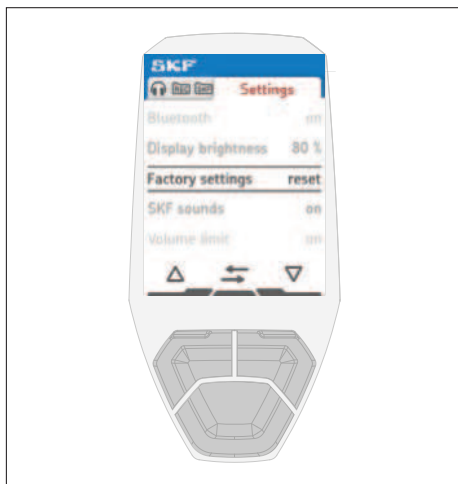 SKF
Settings
Bluetooth on
Display brightness 80 %
Factory settings reset
SKF sounds on
Volume limit on